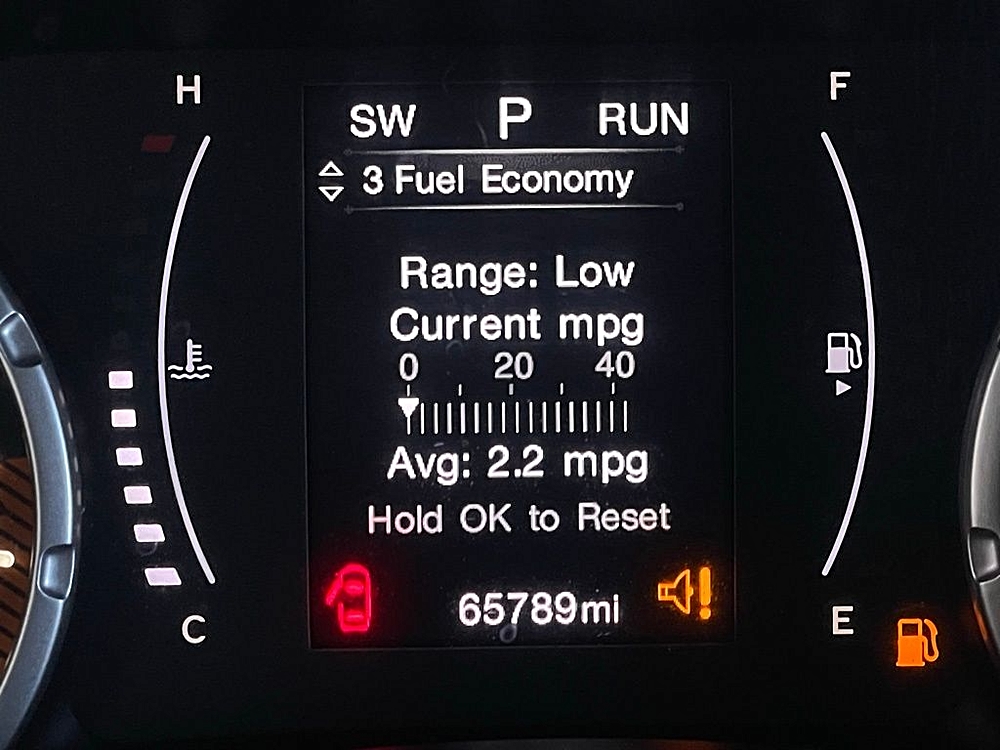 H
F
SW P RUN
3 Fuel Economy
Range: Low
Current mpg
0 20 40
Avg: 2.2 mpg
Hold OK to Reset
65789mi
C
E